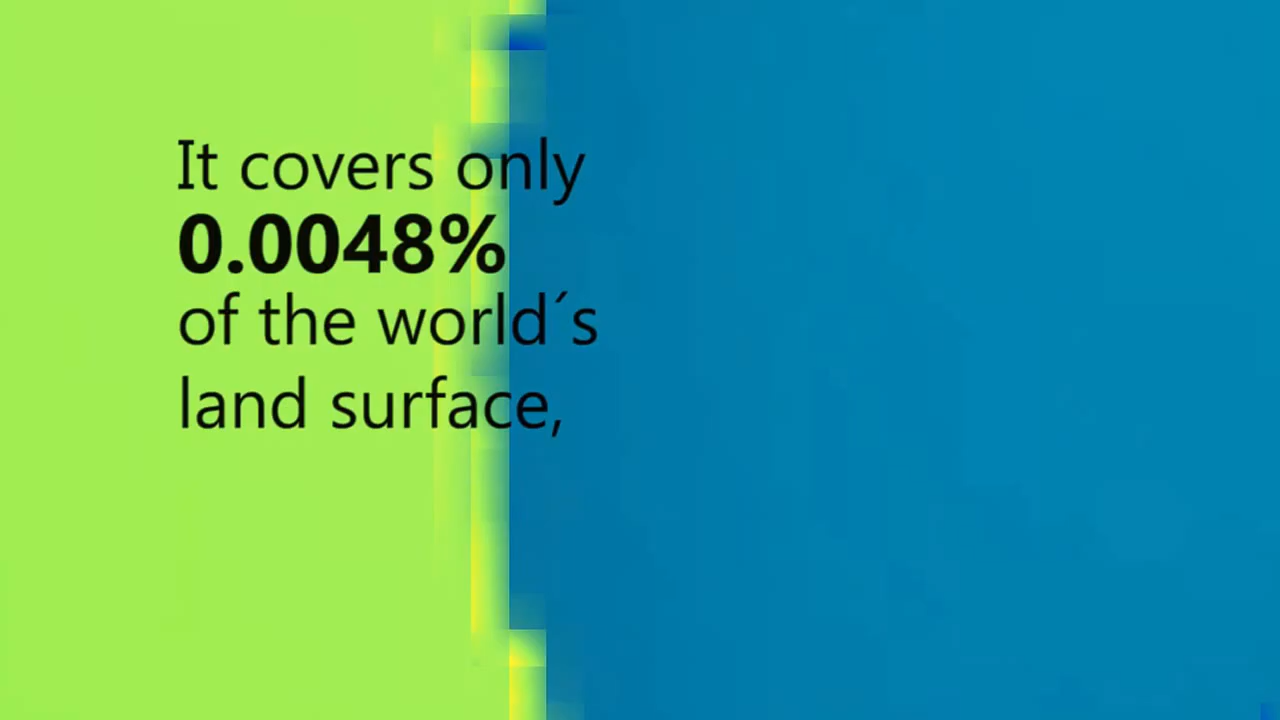 It covers only
0.0048%
of the world´s
land surface,